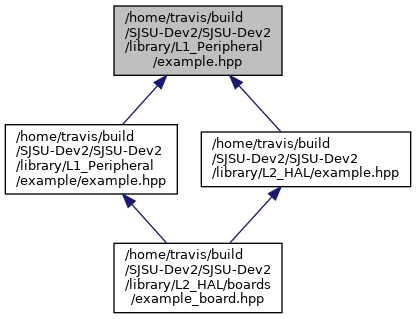 /home/travis/build
/SJSU-Dev2/SJSU-Dev2
/library/L1_Peripheral
/example.hpp
/home/travis/build
/SJSU-Dev2/SJSU-Dev2
/library/L1_Peripheral
/example/example.hpp
/home/travis/build
/SJSU-Dev2/SJSU-Dev2
/library/L2_HAL/example.hpp
/home/travis/build
/SJSU-Dev2/SJSU-Dev2
/library/L2_HAL/boards
/example_board.hpp